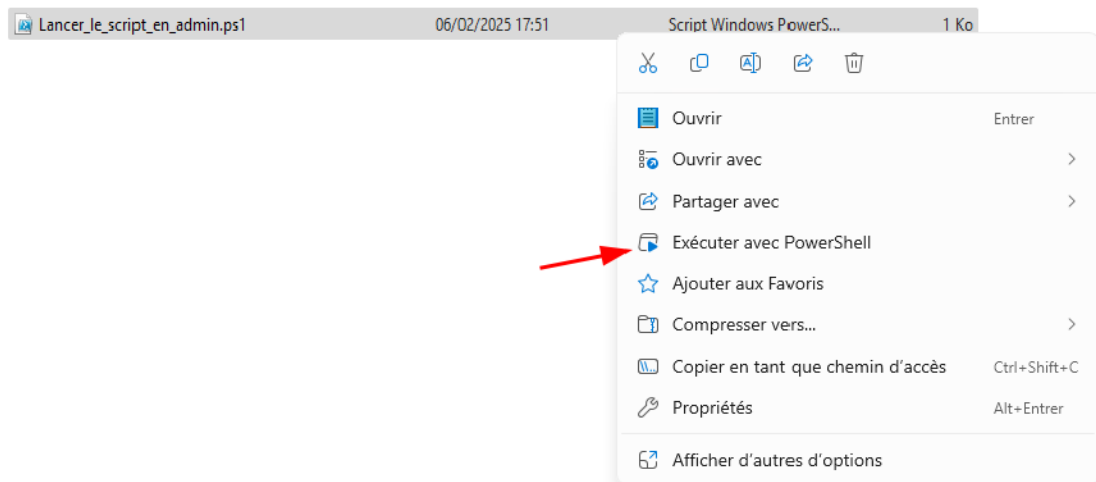 Lancer_le_script_en_admin.ps1 06/02/2025 17:51 Script Windows PowerS... 1 Ko
Ouvrir Entrer
Ouvrir avec
Partager avec
Exécuter avec PowerShell
Ajouter aux Favoris
Compresser vers...
Copier en tant que chemin d'accès Ctrl+Shift+C
Propriétés Alt+Entrer
Afficher d'autres d'options